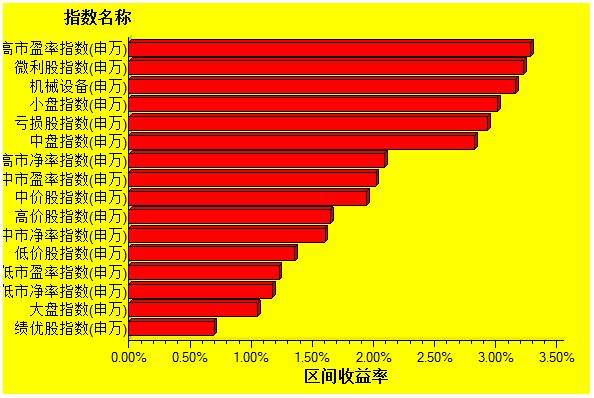 指数名称
高市盈率指数(申万)
微利股指数(申万)
机械设备(申万)
小盘指数(申万)
亏损股指数(申万)
中盘指数(申万)
高市净率指数(申万)
中市盈率指数(申万)
中价股指数(申万)
高价股指数(申万)
中市净率指数(申万)
低价股指数(申万)
低市盈率指数(申万)
低市净率指数(申万)
大盘指数(申万)
绩优股指数(申万)
0.00% 0.50% 1.00% 1.50% 2.00% 2.50% 3.00% 3.50%
区间收益率